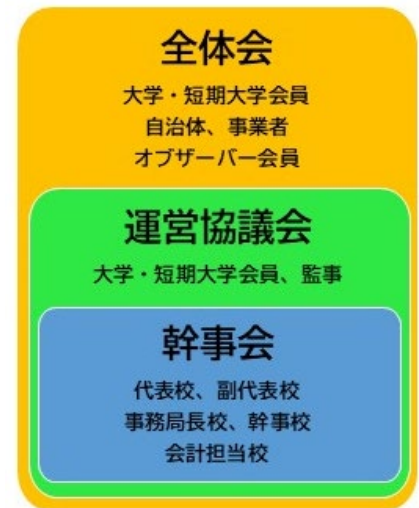 全体会
大学・短期大学会員
自治体、事業者
オブザーバー会員
運営協議会
大学・短期大学会員、監事
幹事会
代表校、副代表校
事務局長校、幹事校
会計担当校